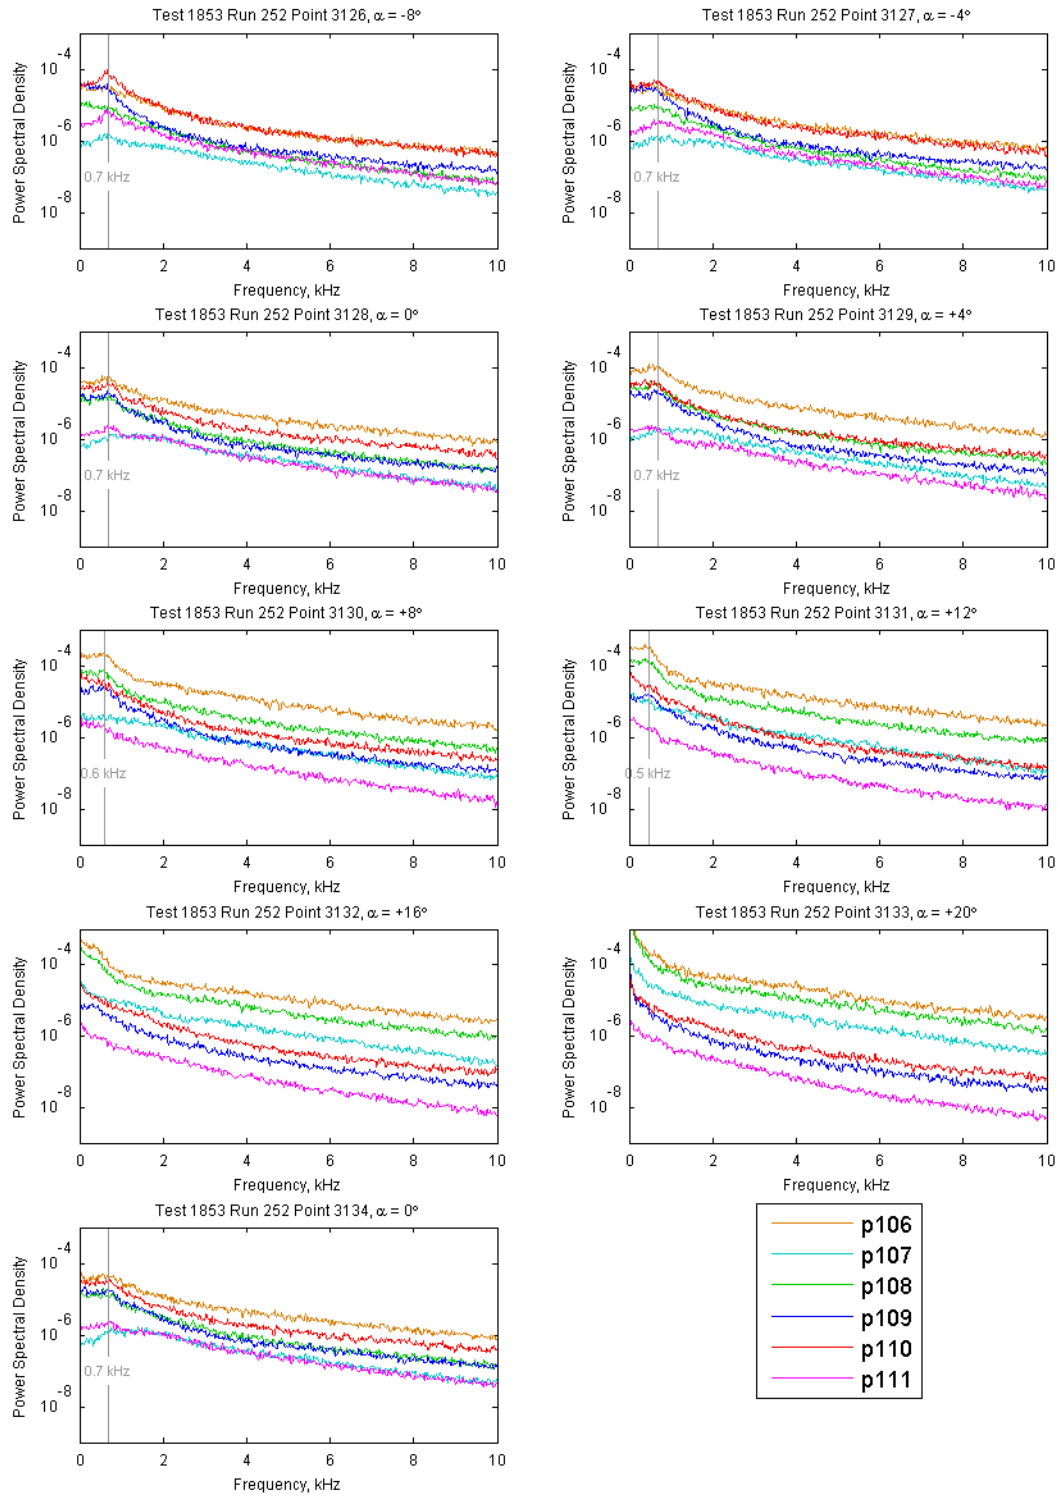 Test 1853 Run 252 Point 3126, α = -8°
Power Spectral Density
10^-4
10^-6
10^-8
0.7 kHz
0 2 4 6 8 10
Frequency, kHz
Test 1853 Run 252 Point 3127, α = -4°
Power Spectral Density
10^-4
10^-6
10^-8
0.7 kHz
0 2 4 6 8 10
Frequency, kHz
Test 1853 Run 252 Point 3128, α = 0°
Power Spectral Density
10^-4
10^-6
10^-8
0.7 kHz
0 2 4 6 8 10
Frequency, kHz
Test 1853 Run 252 Point 3129, α = +4°
Power Spectral Density
10^-4
10^-6
10^-8
0.7 kHz
0 2 4 6 8 10
Frequency, kHz
Test 1853 Run 252 Point 3130, α = +8°
Power Spectral Density
10^-4
10^-6
10^-8
0.6 kHz
0 2 4 6 8 10
Frequency, kHz
Test 1853 Run 252 Point 3131, α = +12°
Power Spectral Density
10^-4
10^-6
10^-8
0.5 kHz
0 2 4 6 8 10
Frequency, kHz
Test 1853 Run 252 Point 3132, α = +16°
Power Spectral Density
10^-4
10^-6
10^-8
0 2 4 6 8 10
Frequency, kHz
Test 1853 Run 252 Point 3133, α = +20°
Power Spectral Density
10^-4
10^-6
10^-8
0 2 4 6 8 10
Frequency, kHz
Test 1853 Run 252 Point 3134, α = 0°
Power Spectral Density
10^-4
10^-6
10^-8
0.7 kHz
0 2 4 6 8 10
Frequency, kHz
p106
p107
p108
p109
p110
p111